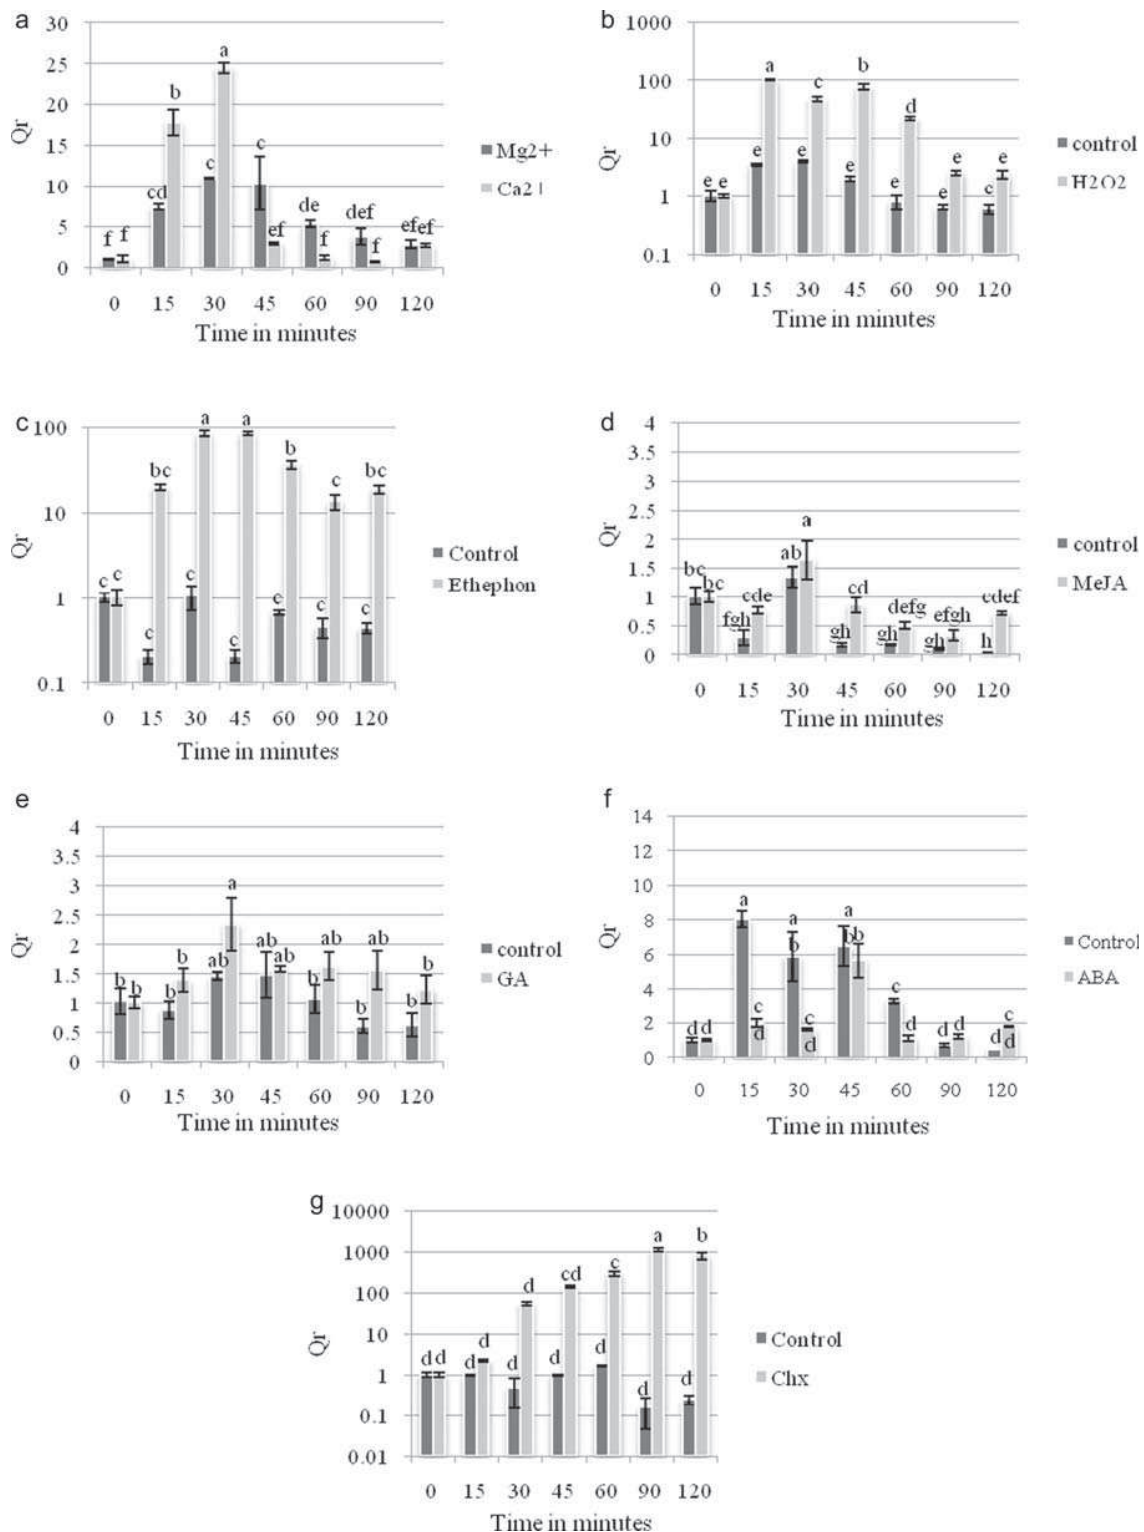 a
30
25
20
15
10
5
0
Qr
f f cd b c a c ef de f def f ef ef
0 15 30 45 60 90 120
Time in minutes
Mg2+
Ca2+
b
1000
100
10
1
0.1
Qr
e e e a e c e b e d e e c e
0 15 30 45 60 90 120
Time in minutes
control
H2O2
c
100
10
1
0.1
Qr
c c c bc c a c a c b c c c bc
0 15 30 45 60 90 120
Time in minutes
Control
Ethephon
d
4
3.5
3
2.5
2
1.5
1
0.5
0
Qr
bc bc fgh cde ab a gh cd gh defg gh efgh h cdef
0 15 30 45 60 90 120
Time in minutes
control
MeJA
e
4
3.5
3
2.5
2
1.5
1
0.5
0
Qr
b b b b ab a ab ab b ab b ab b b
0 15 30 45 60 90 120
Time in minutes
control
GA
f
14
12
10
8
6
4
2
0
Qr
d d a c d a b c d a b b c d d d d c d
0 15 30 45 60 90 120
Time in minutes
Control
ABA
g
10000
1000
100
10
1
0.1
0.01
Qr
d d d d d d d cd d c d a d b
0 15 30 45 60 90 120
Time in minutes
Control
Chx